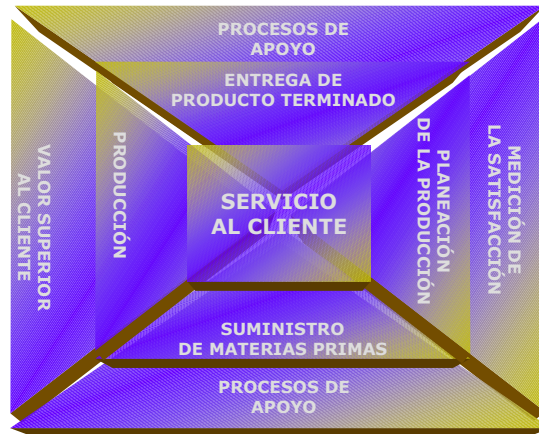 PROCESOS DE
APOYO
ENTREGA DE
PRODUCTO TERMINADO
VALOR SUPERIOR
AL CLIENTE
PRODUCCIÓN
SERVICIO
AL CLIENTE
PLANEACIÓN
DE LA PRODUCCIÓN
MEDICIÓN DE
LA SATISFACCIÓN
SUMINISTRO
DE MATERIAS PRIMAS
PROCESOS DE
APOYO